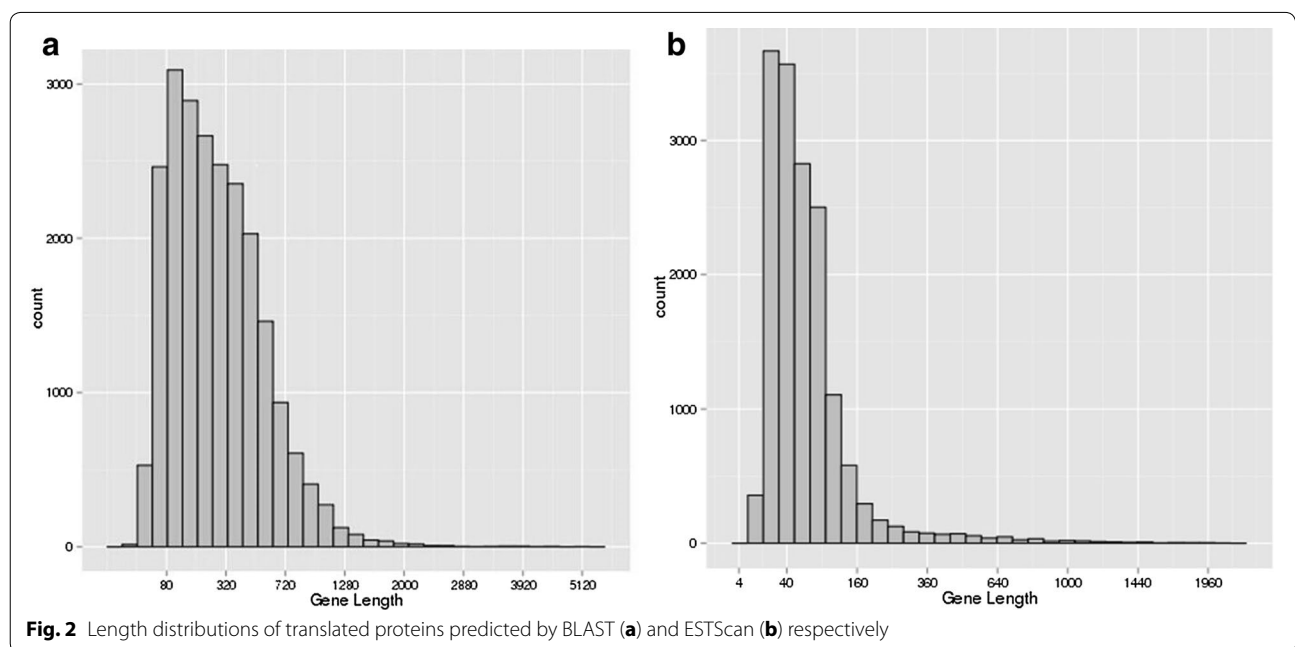 a
3000
2000
1000
0
count
80 320 720 1280 2000 2880 3920 5120
Gene Length
b
3000
2000
1000
0
count
4 40 160 360 640 1000 1440 1960
Gene Length
Fig. 2 Length distributions of translated proteins predicted by BLAST (a) and ESTScan (b) respectively